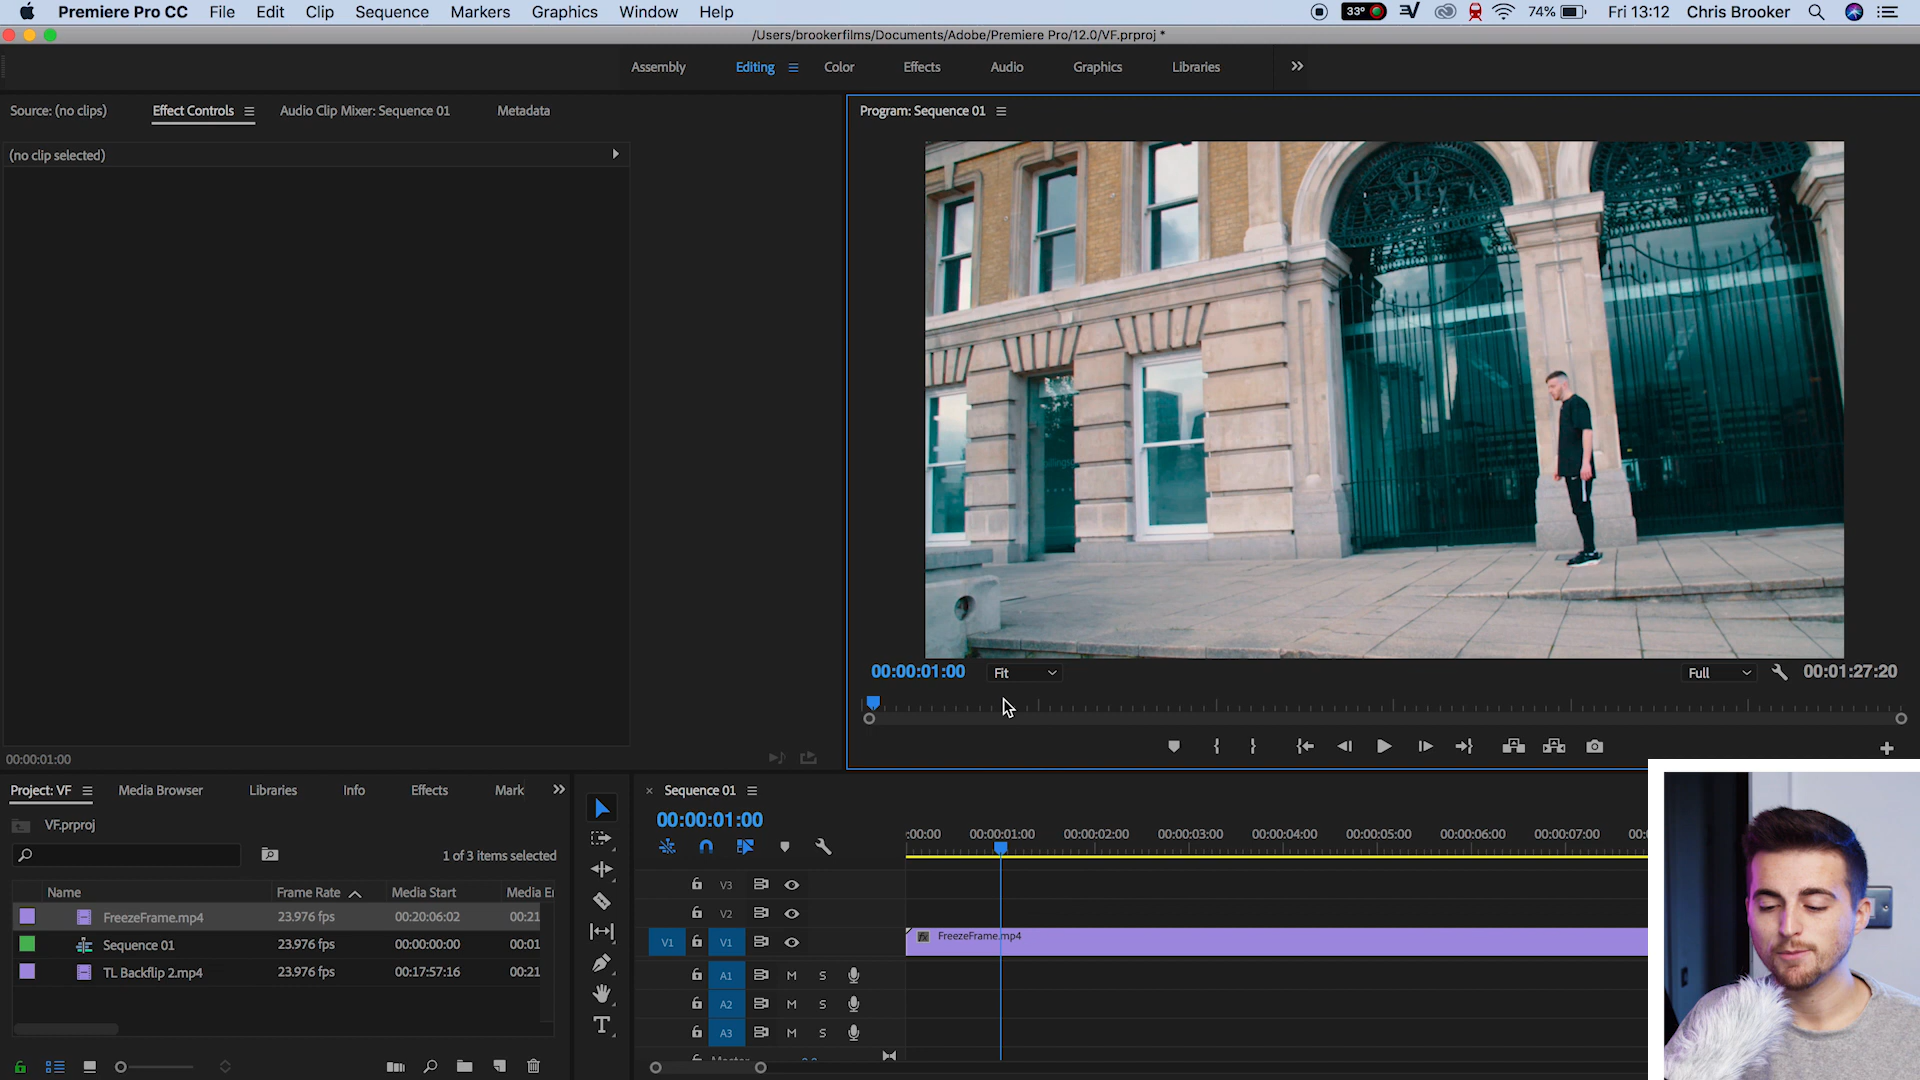 Premiere Pro CC File Edit Clip Sequence Markers Graphics Window Help 33° 74% Fri 13:12 Chris Brooker
/Users/brookerfilms/Documents/Adobe/Premiere Pro/12.0/VF.prproj *
Assembly Editing Color Effects Audio Graphics Libraries
Source: (no clips) Effect Controls Audio Clip Mixer: Sequence 01 Metadata
Program: Sequence 01
(no clip selected)
00:00:01:00 Fit Full 00:01:27:20
00:00:01:00
Project: VF Media Browser Libraries Info Effects Mark
VF.prproj
1 of 3 items selected
Name Frame Rate Media Start Media
FreezeFrame.mp4 23.976 fps 00:20:06:02 00:21
Sequence 01 23.976 fps 00:00:00:00 00:01
TL Backflip 2.mp4 23.976 fps 00:17:57:16 00:21
T
× Sequence 01
00:00:01:00
:00:00 00:00:01:00 00:00:02:00 00:00:03:00 00:00:04:00 00:00:05:00 00:00:06:00 00:00:07:00 00:
V3
V2
V1 V1 fx FreezeFrame.mp4
A1 M S
A2 M S
A3 M S